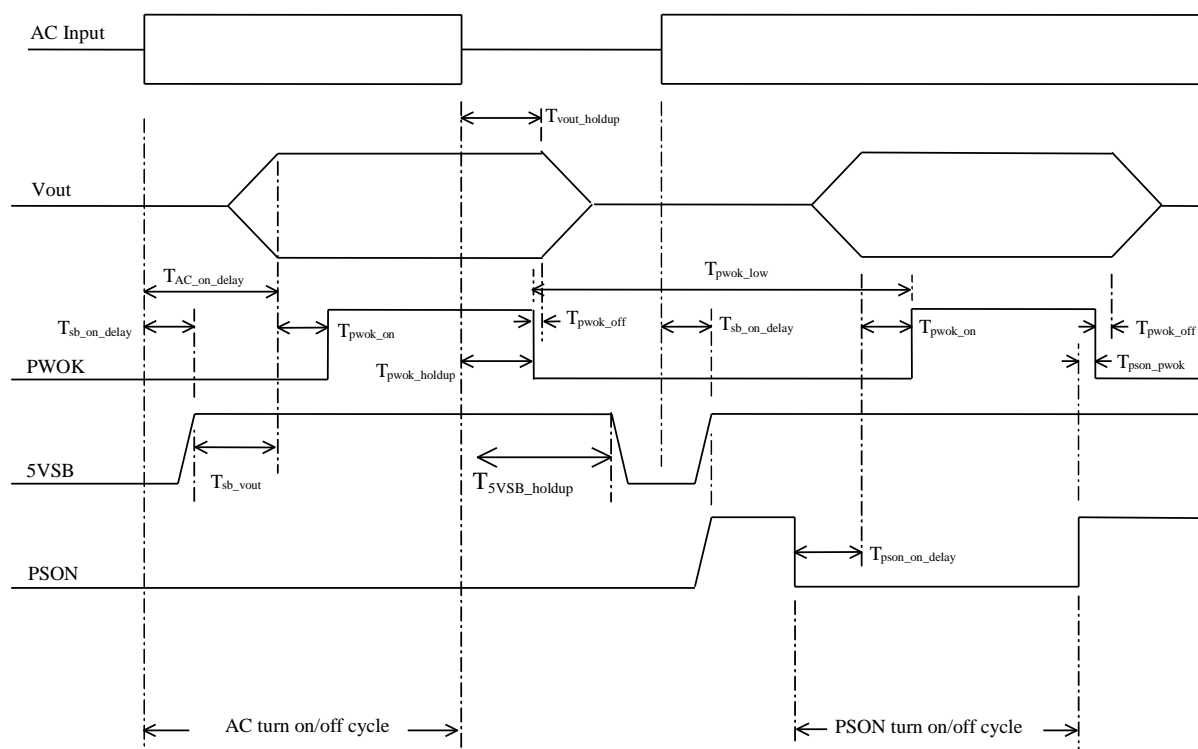 AC Input
Tvout_holdup
Vout
TAC_on_delay
Tpwok_low
Tsb_on_delay
Tpwok_on
Tpwok_off
Tsb_on_delay
Tpwok_on
Tpwok_off
PWOK
Tpwok_holdup
Tpson_pwok
5VSB
Tsb_vout
T5VSB_holdup
Tpson_on_delay
PSON
AC turn on/off cycle
PSON turn on/off cycle